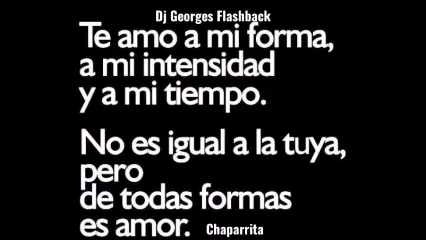 Dj Georges Flashback
Te amo a mi forma,
a mi intensidad
y a mi tiempo.
No es igual a la tuya,
pero
de todas formas
es amor.
Chaparrita